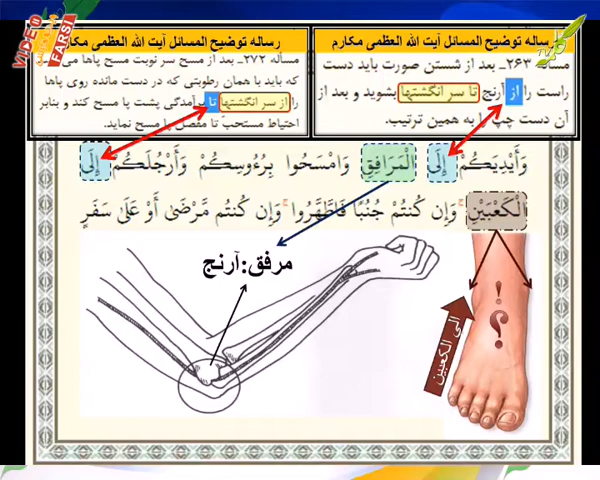 رساله توضیح المسائل آیت الله العظمی مکارم
مسأله ۲۶۳ـ بعد از شستن صورت باید دست
راست را از آرنج تا سر انگشتها بشوید و بعد از
آن دست چپ را به همین ترتیب.
رساله توضیح المسائل آیت الله العظمی مکارم
مسأله ۲۷۲ـ بعد از مسح سر نوبت مسح پاها می
که باید با همان رطوبتی که در دست مانده روی پاها
را از سر انگشتها تا برآمدگی پشت پا مسح کند و بنابر
احتیاط مستحبّ تا مفصل پا مسح نماید.
وَأَيْدِيَكُمْ إِلَى الْمَرَافِقِ وَامْسَحُوا بِرُءُوسِكُمْ وَأَرْجُلَكُمْ إِلَى
الْكَعْبَيْنِ ۚ وَإِن كُنتُمْ جُنُبًا فَاطَّهَّرُوا ۚ وَإِن كُنتُم مَّرْضَىٰ أَوْ عَلَىٰ سَفَرٍ
مرفق:آرنج
!
؟
الی الکعبین
VIDEO
FARSI